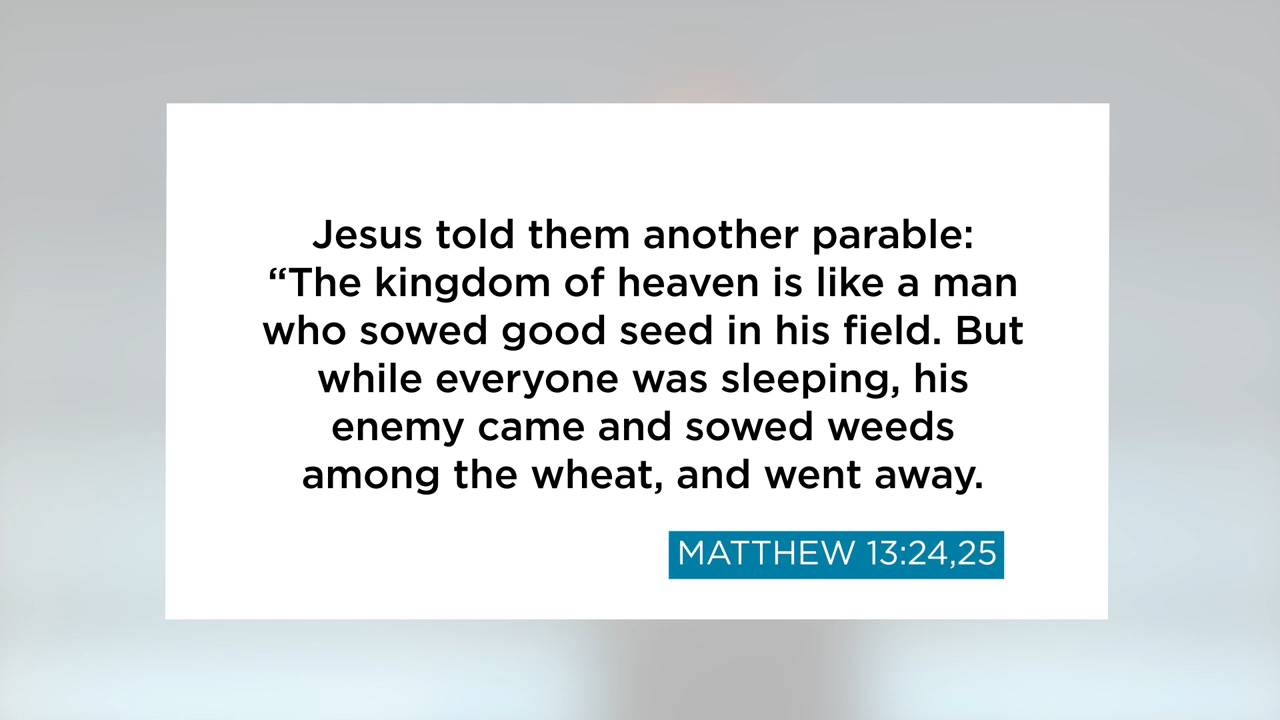 Jesus told them another parable:
“The kingdom of heaven is like a man
who sowed good seed in his field. But
while everyone was sleeping, his
enemy came and sowed weeds
among the wheat, and went away.
MATTHEW 13:24,25